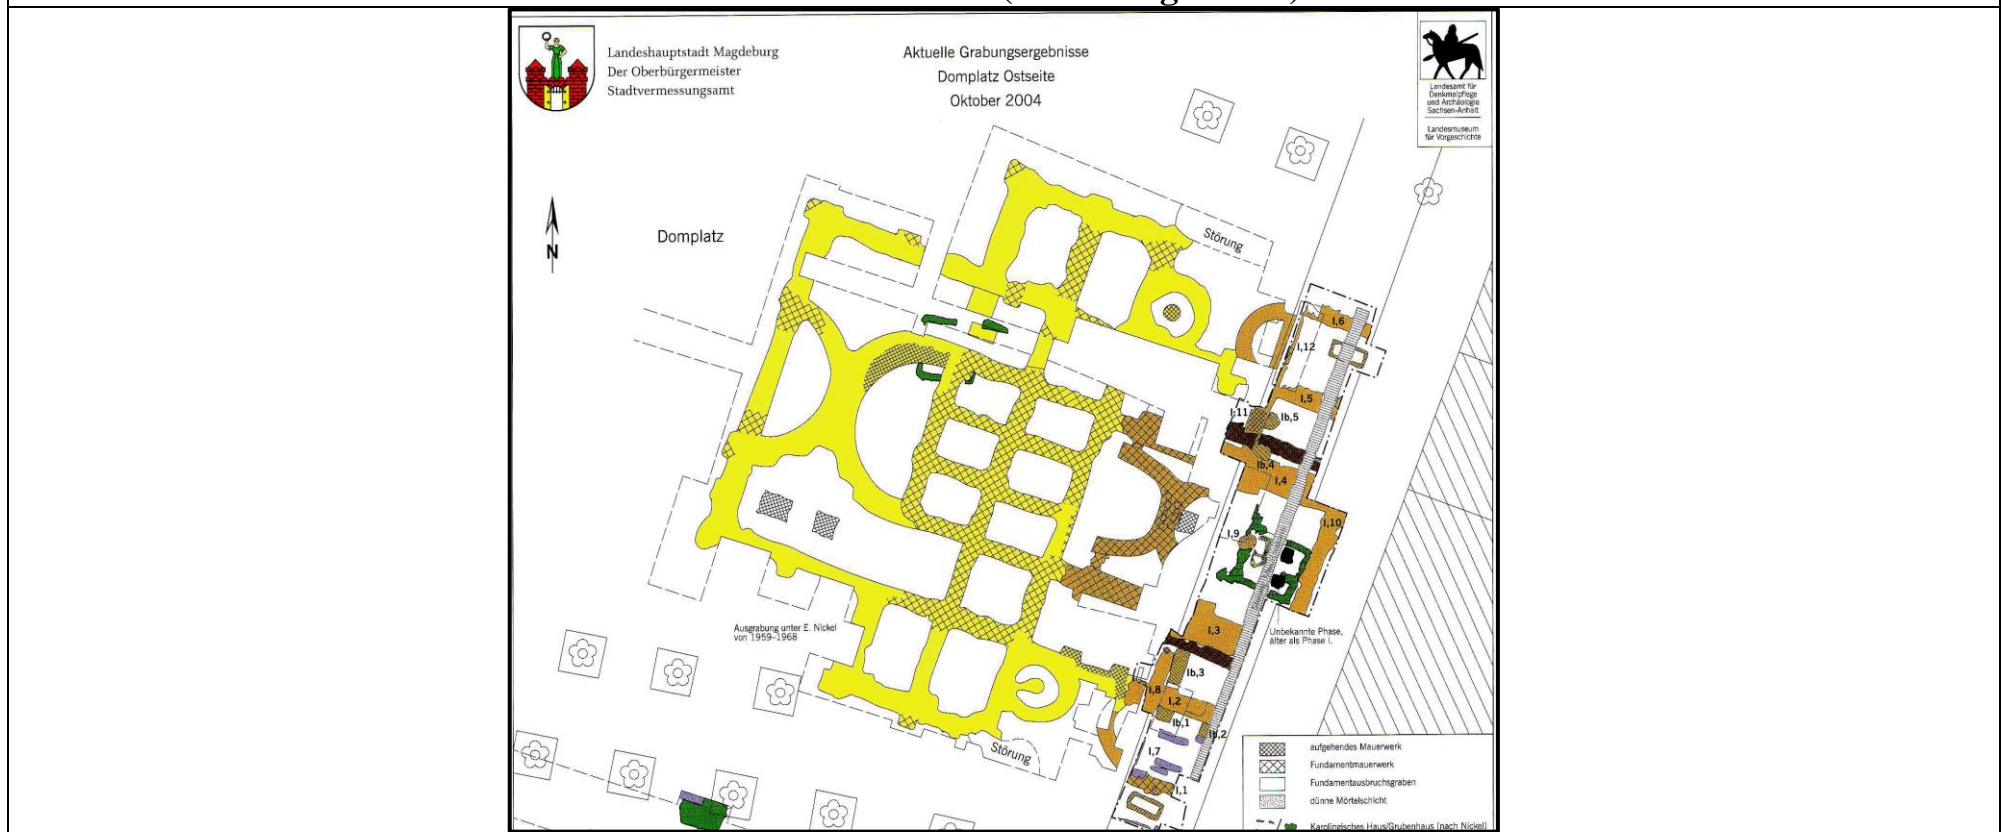 Landeshauptstadt Magdeburg
Der Oberbürgermeister
Stadtvermessungsamt
Aktuelle Grabungsergebnisse
Domplatz Ostseite
Oktober 2004
Landesamt für
Denkmalpflege
und Archäologie
Sachsen-Anhalt
Landesmuseum
für Vorgeschichte
Domplatz
N
Störung
I,6
I,12
I,5
I,11
Ib,5
Ib,4
I,4
I,10
I,9
I,3
Unbekannte Phase,
älter als Phase I.
Ausgrabung unter E. Nickel
von 1959–1968
Ib,3
I,8
I,2
Ib,1
Ib,2
I,7
Störung
I,1
aufgehendes Mauerwerk
Fundamentmauerwerk
Fundamentausbruchsgraben
dünne Mörtelschicht
Karolingisches Haus/Grubenhaus (nach Nickel)